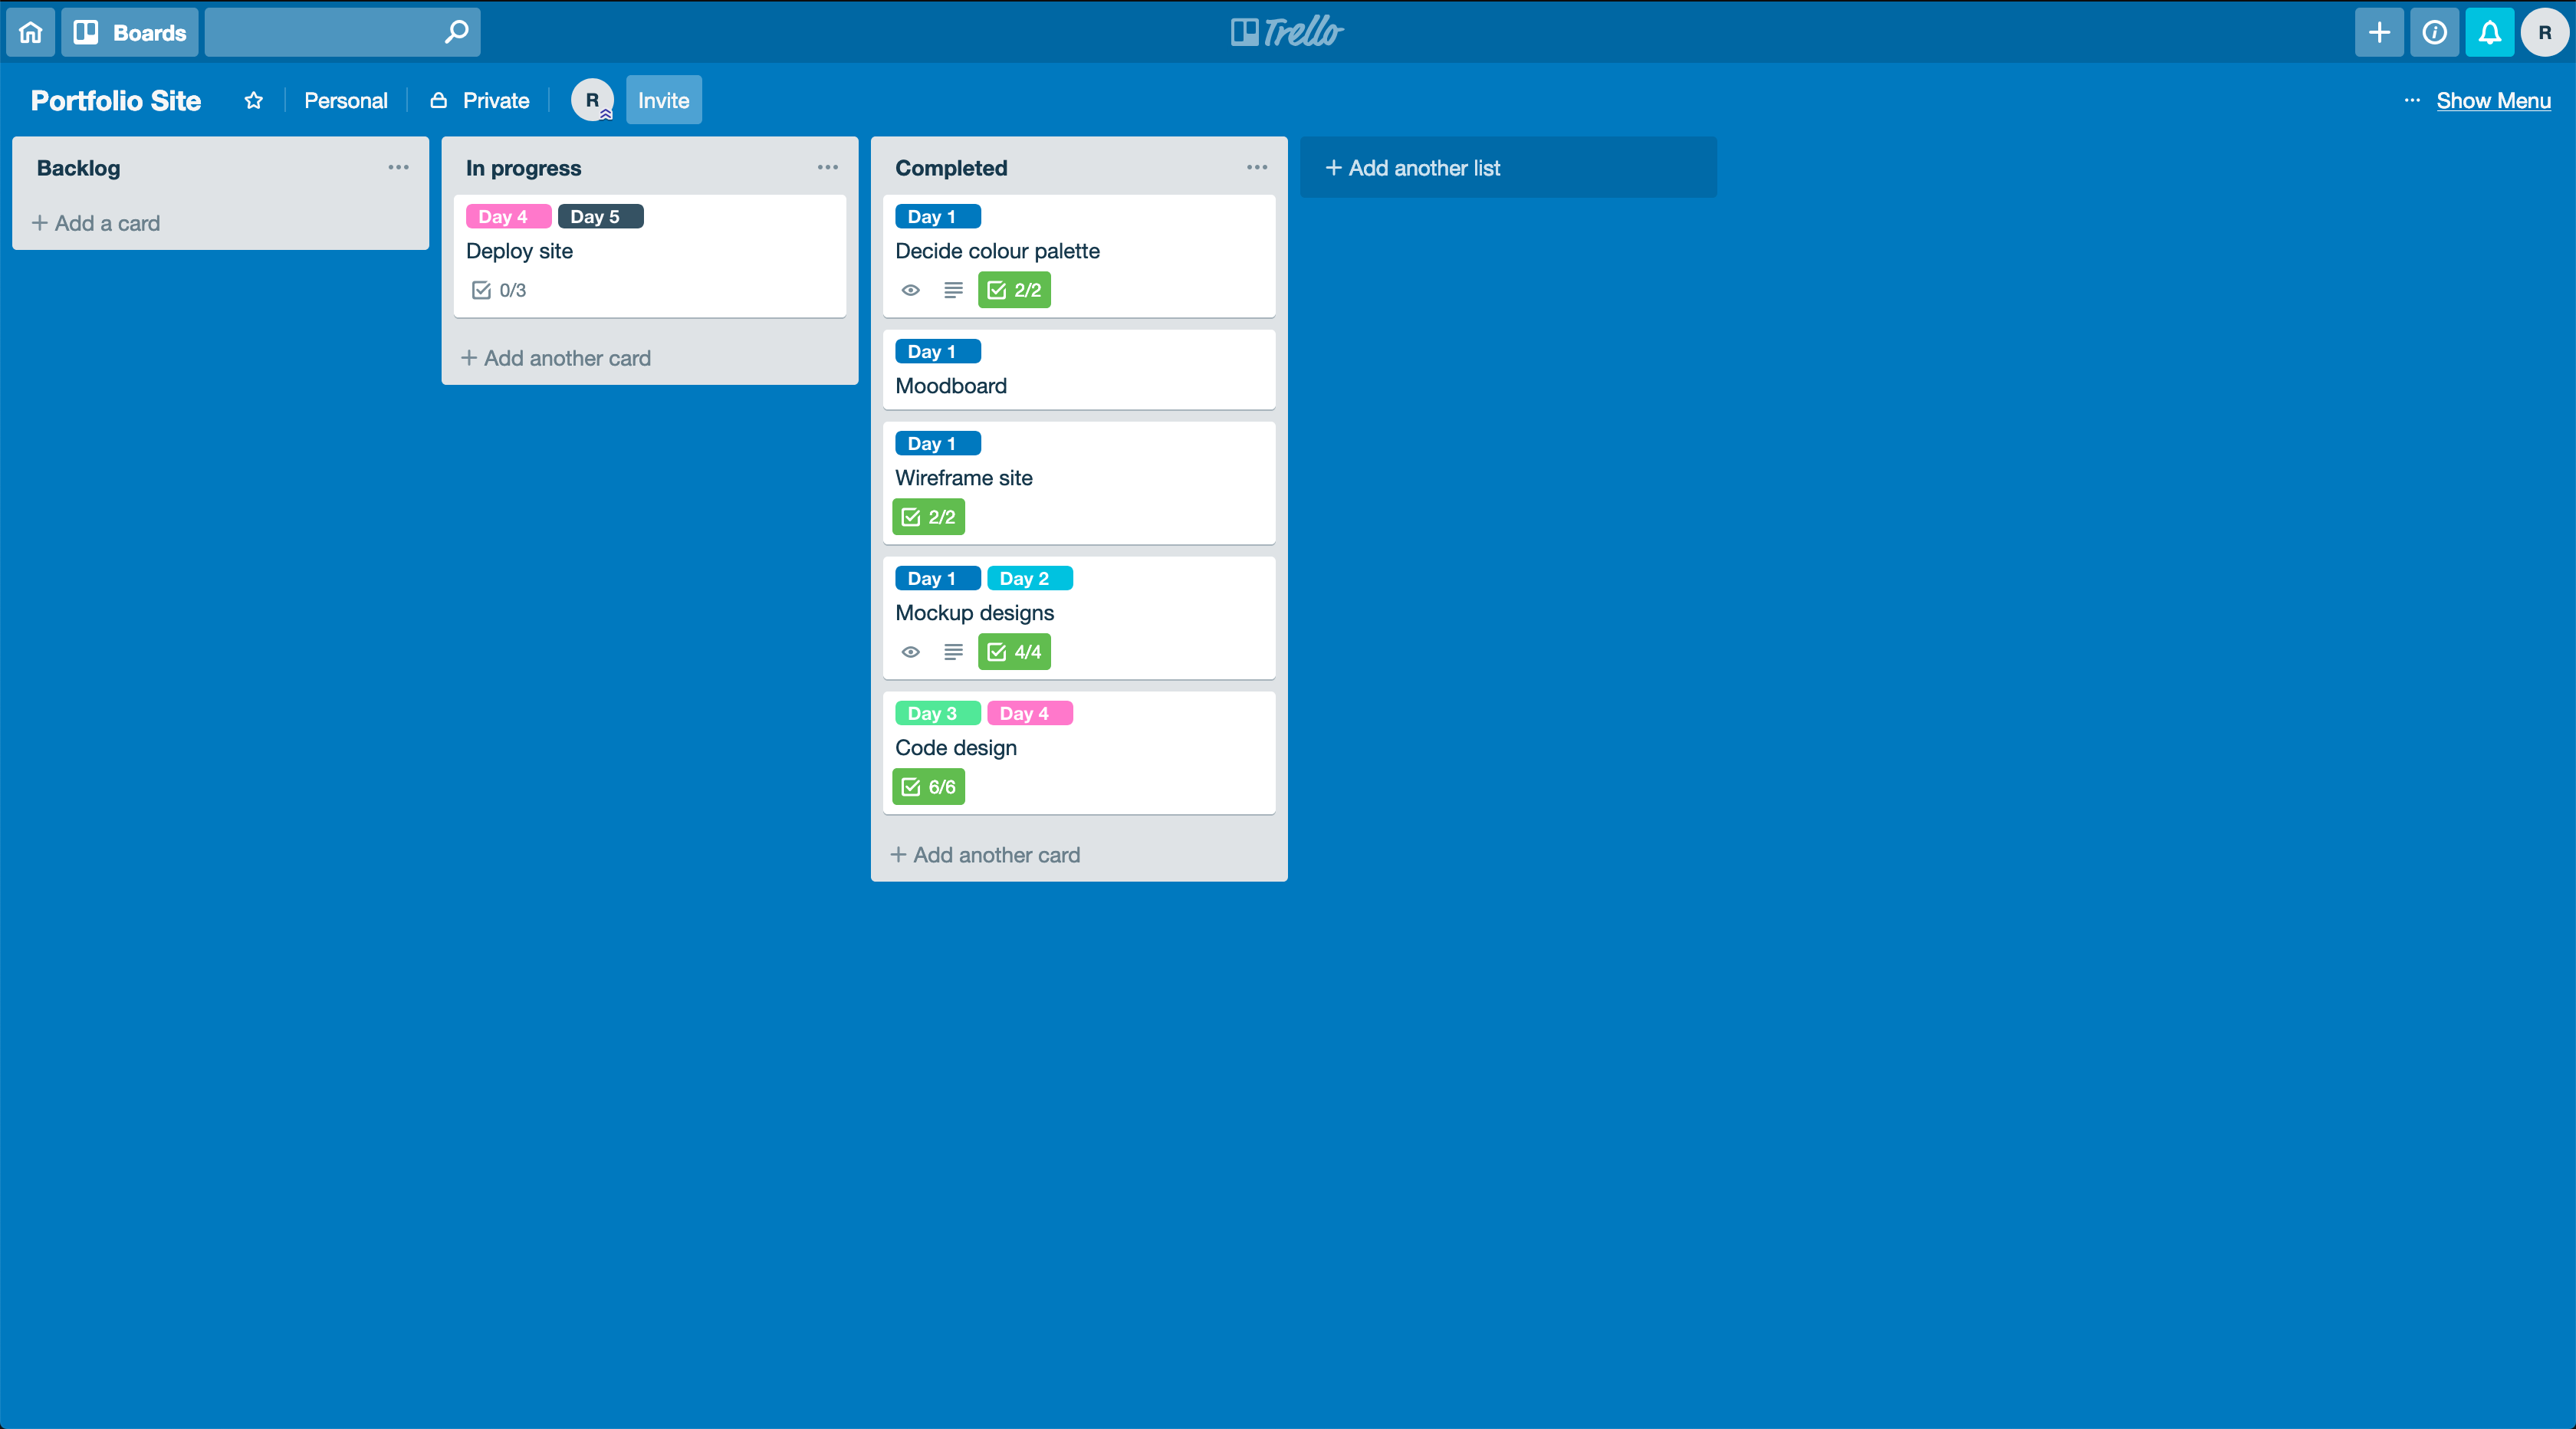 Boards
Trello
R
Portfolio Site
Personal
Private
R
Invite
... Show Menu
Backlog
+ Add a card
In progress
Day 4 Day 5
Deploy site
0/3
+ Add another card
Completed
Day 1
Decide colour palette
2/2
Day 1
Moodboard
Day 1
Wireframe site
2/2
Day 1 Day 2
Mockup designs
4/4
Day 3 Day 4
Code design
6/6
+ Add another card
+ Add another list